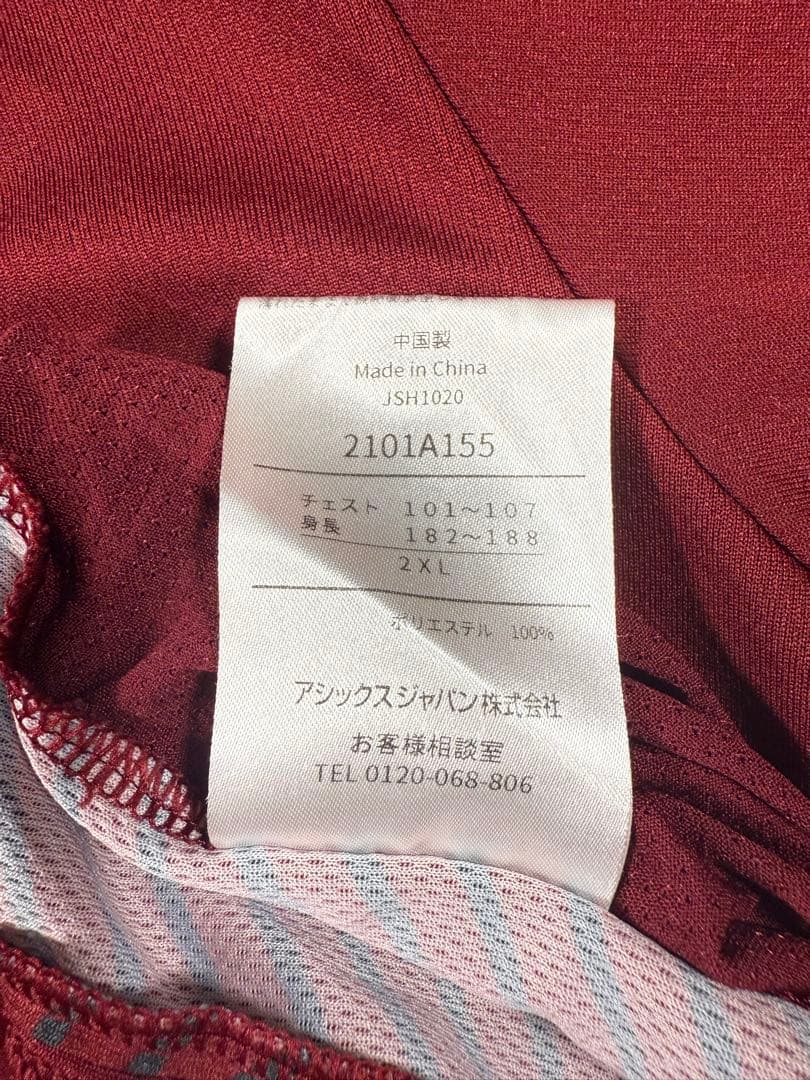 中国製
Made in China
JSH1020
2101A155
チェスト 101～107
身長 182～188
2XL
ポリエステル 100%
アシックスジャパン株式会社
お客様相談室
TEL 0120-068-806